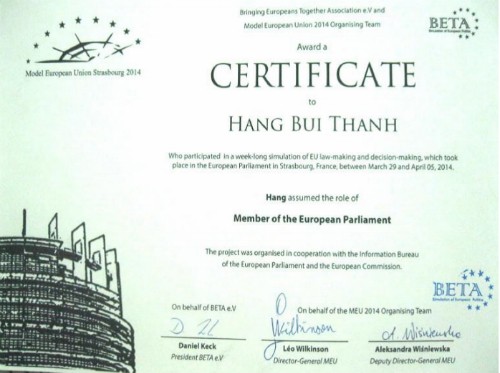 Bringing Europeans Together Association e.V and
Model European Union 2014 Organising Team
BETA
Model European Union Strasbourg 2014
Award a
CERTIFICATE
to
HANG BUI THANH
Who participated in a week-long simulation of EU law-making and decision-making, which took
place in the European Parliament in Strasbourg, France, between March 29 and April 05, 2014.
Hang assumed the role of
Member of the European Parliament
The project was organised in cooperation with the Information Bureau
of the European Parliament and the European Commission.
BETA
On behalf of BETA e.V
On behalf of the MEU 2014 Organising Team
Wilkinson
A. Wiśniewska
Daniel Keck
Léo Wilkinson
Aleksandra Wiśniewska
President BETA e.V
Director-General MEU
Deputy Director-General MEU